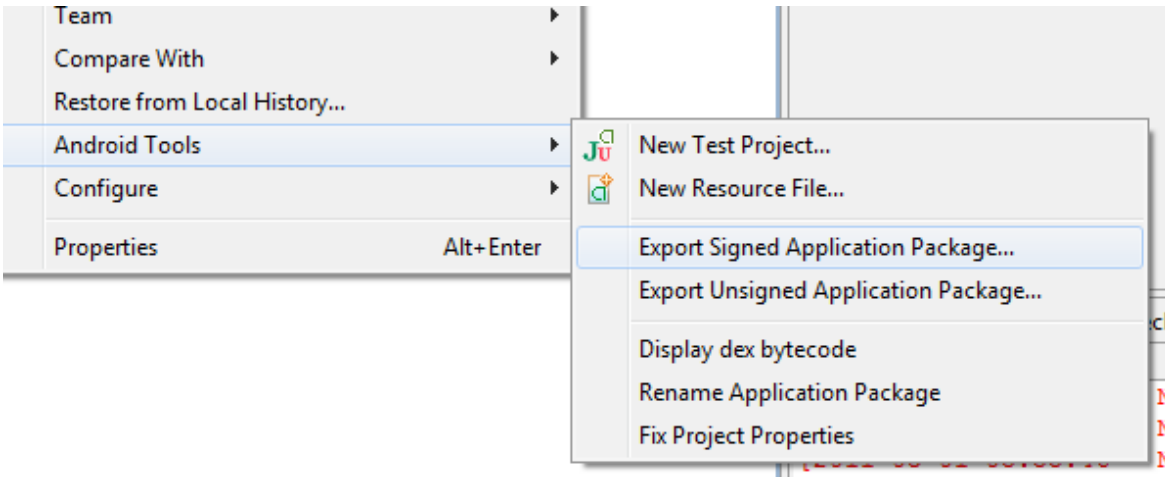 Team
Compare With
Restore from Local History...
Android Tools
Configure
Properties Alt+Enter
New Test Project...
New Resource File...
Export Signed Application Package...
Export Unsigned Application Package...
Display dex bytecode
Rename Application Package
Fix Project Properties